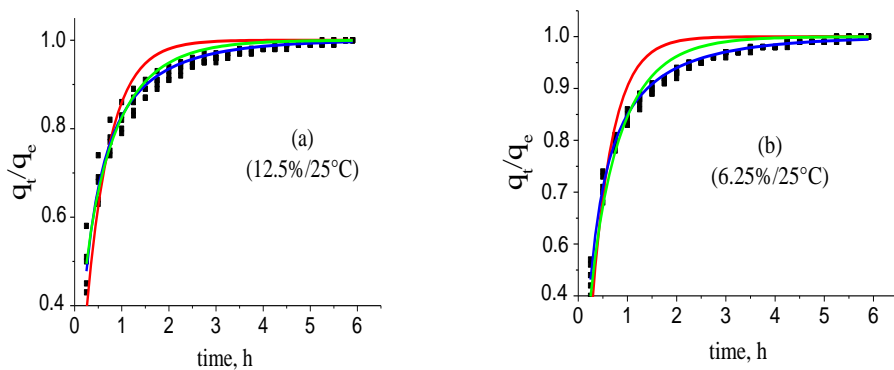 1.0
0.8
0.6
0.4
q_t/q_e
(a)
(12.5%/25°C)
0 1 2 3 4 5 6
time, h
1.0
0.9
0.8
0.7
0.6
0.5
0.4
q_t/q_e
(b)
(6.25%/25°C)
0 1 2 3 4 5 6
time, h